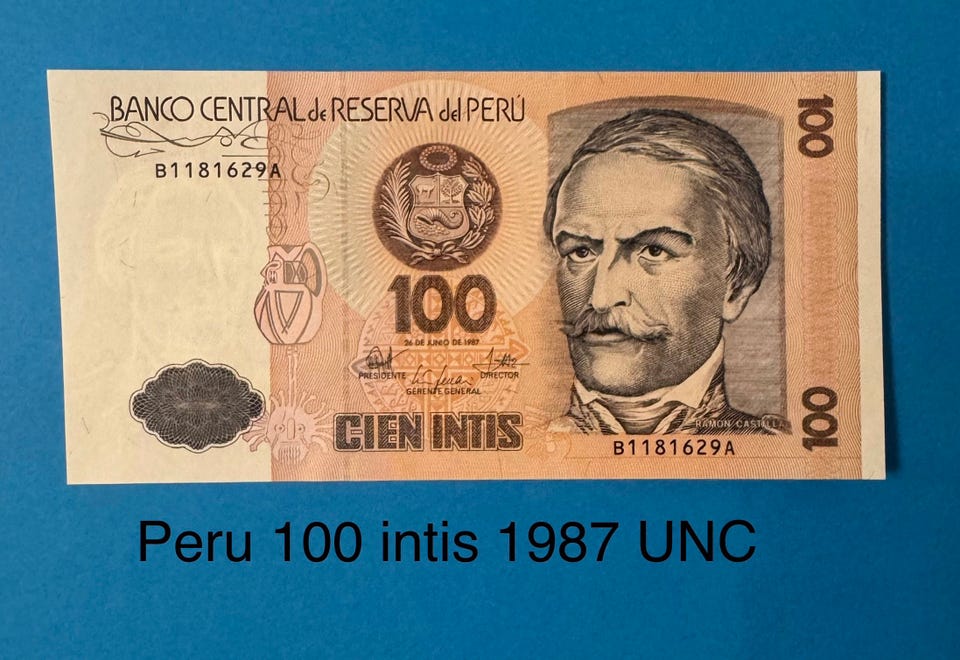 BANCO CENTRAL de RESERVA del PERÚ
B1181629A
100
100
26 DE JUNIO DE 1987
PRESIDENTE
DIRECTOR
GERENTE GENERAL
CIEN INTIS
RAMON CASTILLA
100
B1181629A
Peru 100 intis 1987 UNC